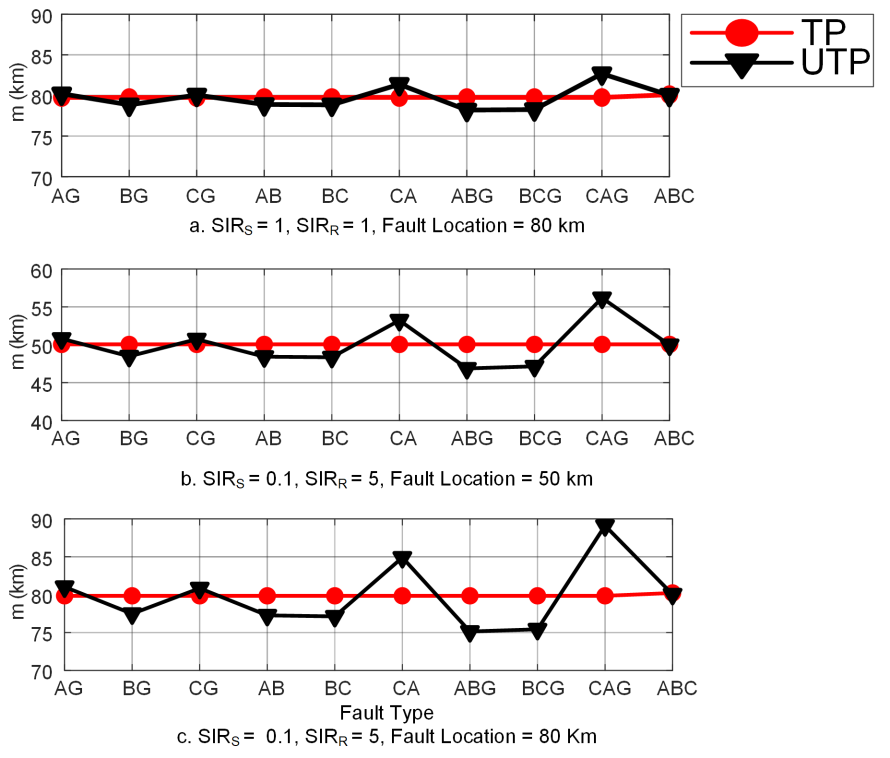 TP
UTP
90
85
80
75
70
m (km)
AG BG CG AB BC CA ABG BCG CAG ABC
a. SIRS = 1, SIRR = 1, Fault Location = 80 km
60
55
50
45
40
m (km)
AG BG CG AB BC CA ABG BCG CAG ABC
b. SIRS = 0.1, SIRR = 5, Fault Location = 50 km
90
85
80
75
70
m (km)
AG BG CG AB BC CA ABG BCG CAG ABC
Fault Type
c. SIRS = 0.1, SIRR = 5, Fault Location = 80 Km